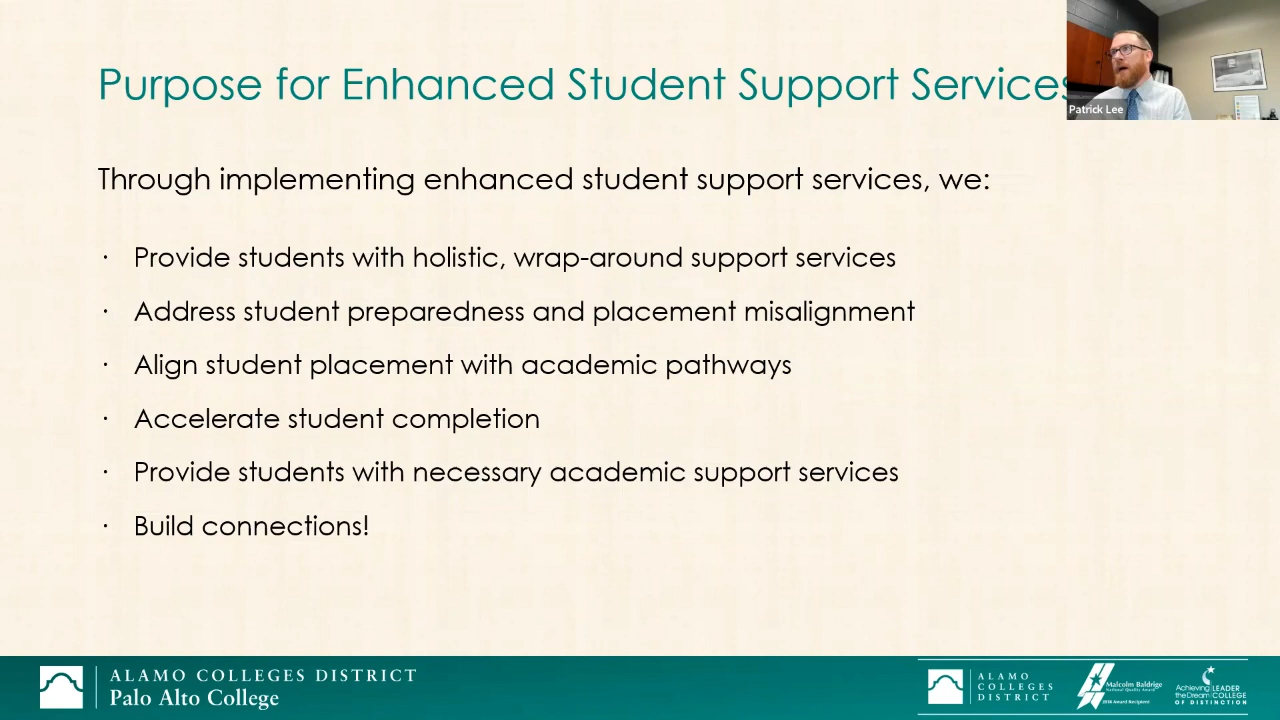 Purpose for Enhanced Student Support Services
Patrick Lee
Through implementing enhanced student support services, we:
· Provide students with holistic, wrap-around support services
· Address student preparedness and placement misalignment
· Align student placement with academic pathways
· Accelerate student completion
· Provide students with necessary academic support services
· Build connections!
ALAMO COLLEGES DISTRICT
Palo Alto College
ALAMO
COLLEGES
DISTRICT
Malcolm Baldrige
National Quality Award
2018 Award Recipient
Achieving LEADER
the Dream COLLEGE
OF DISTINCTION